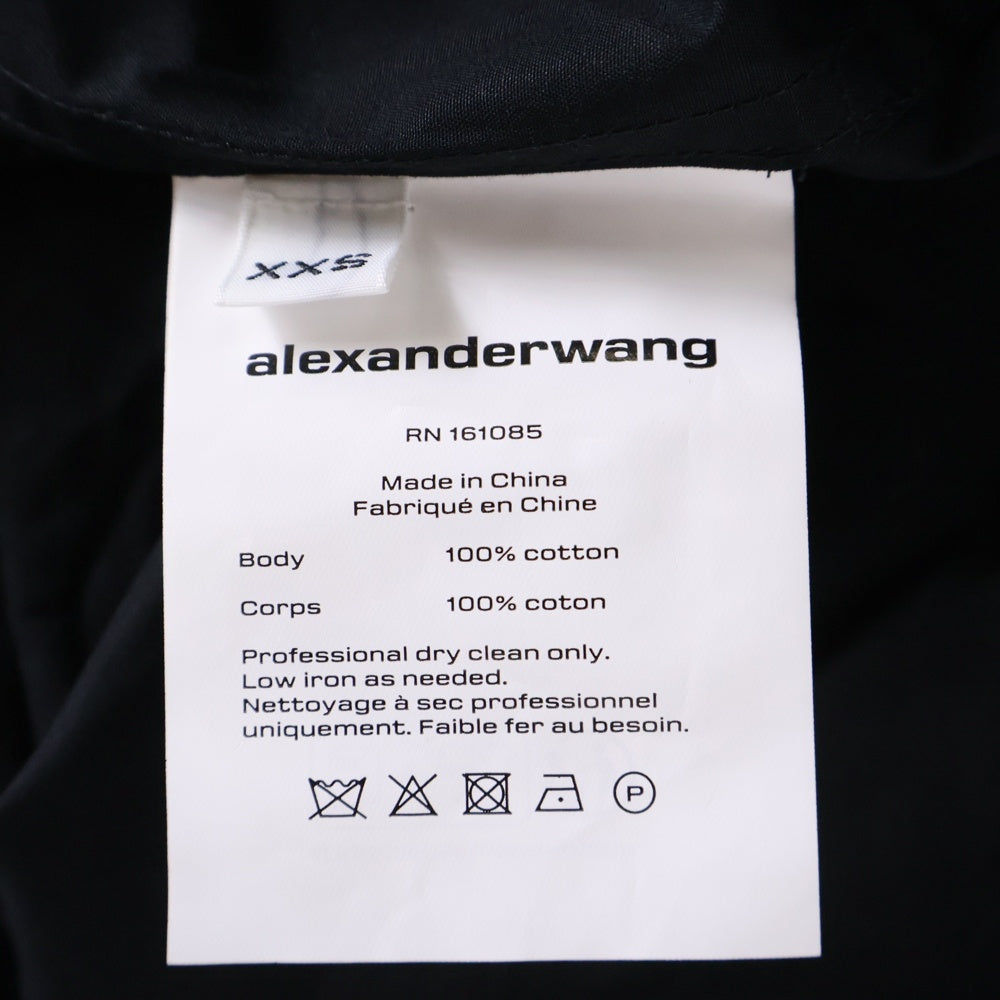 XXS
alexanderwang
RN 161085
Made in China
Fabriqué en Chine
Body 100% cotton
Corps 100% coton
Professional dry clean only.
Low iron as needed.
Nettoyage à sec professionnel
uniquement. Faible fer au besoin.
P